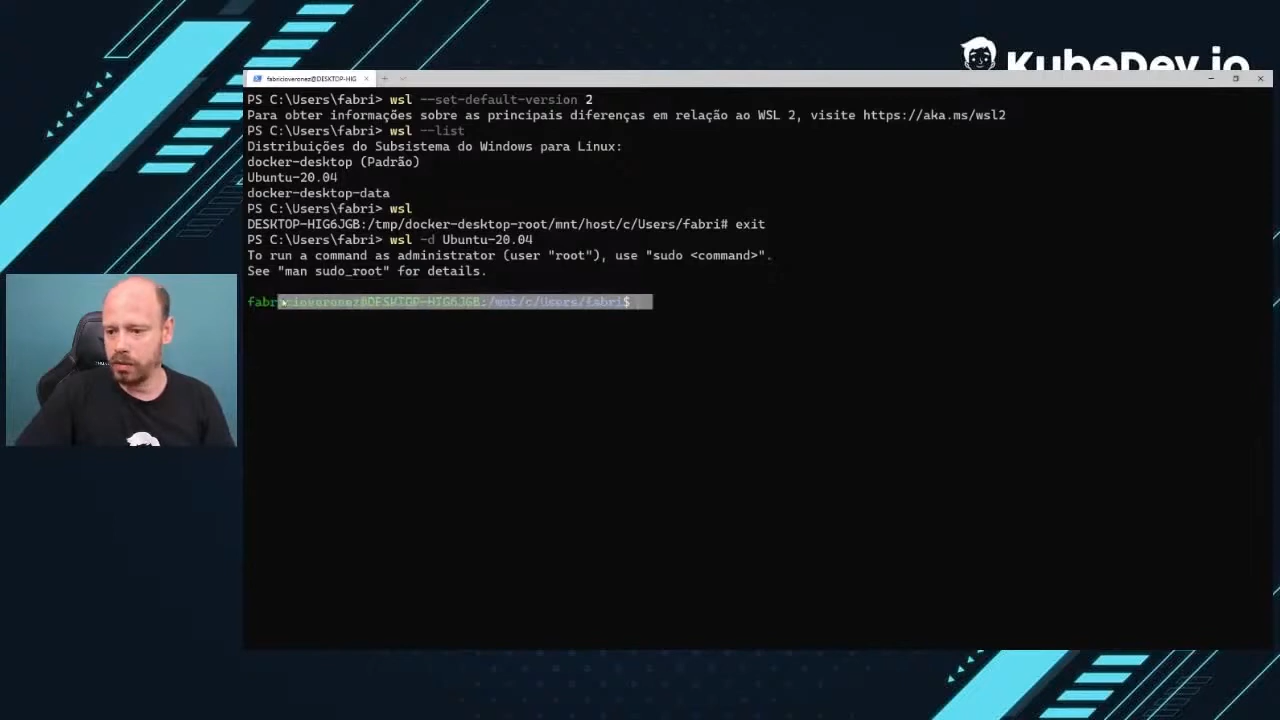 KubeDev.io
fabricioveronez@DESKTOP-HIG
PS C:\Users\fabri> wsl --set-default-version 2
Para obter informações sobre as principais diferenças em relação ao WSL 2, visite https://aka.ms/wsl2
PS C:\Users\fabri> wsl --list
Distribuições do Subsistema do Windows para Linux:
docker-desktop (Padrão)
Ubuntu-20.04
docker-desktop-data
PS C:\Users\fabri> wsl
DESKTOP-HIG6JGB:/tmp/docker-desktop-root/mnt/host/c/Users/fabri# exit
PS C:\Users\fabri> wsl -d Ubuntu-20.04
To run a command as administrator (user "root"), use "sudo <command>".
See "man sudo_root" for details.
fabricioveronez@DESKTOP-HIG6JGB:/mnt/c/Users/fabri$